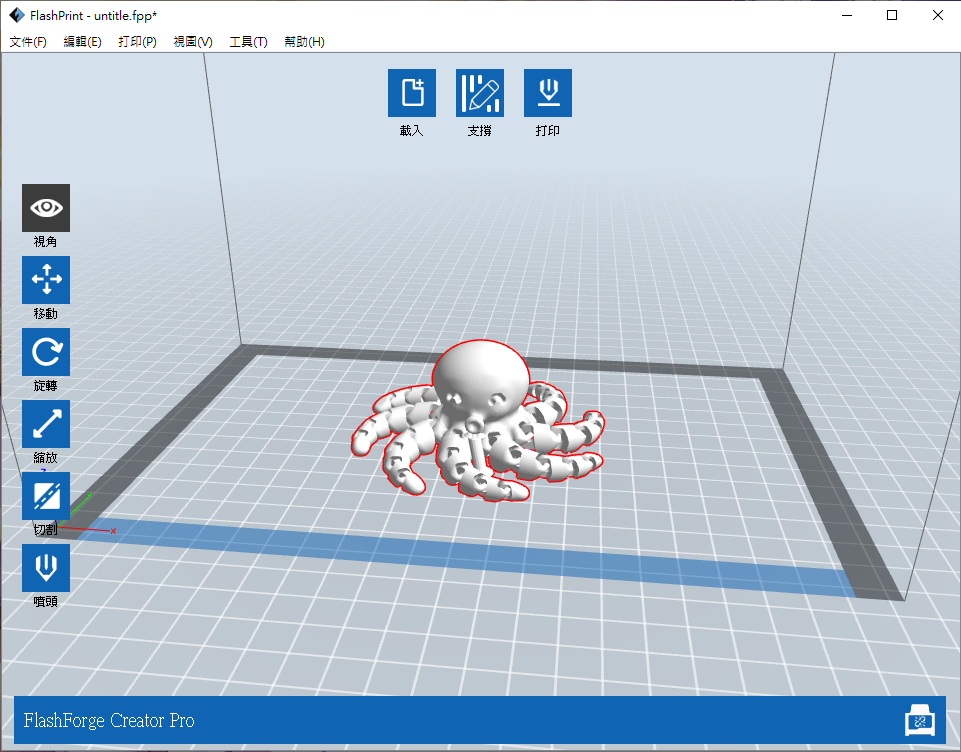 FlashPrint - untitle.fpp*
文件(F) 編輯(E) 打印(P) 視圖(V) 工具(T) 幫助(H)
載入 支撐 打印
視角
移動
旋轉
縮放
切割
噴頭
FlashForge Creator Pro